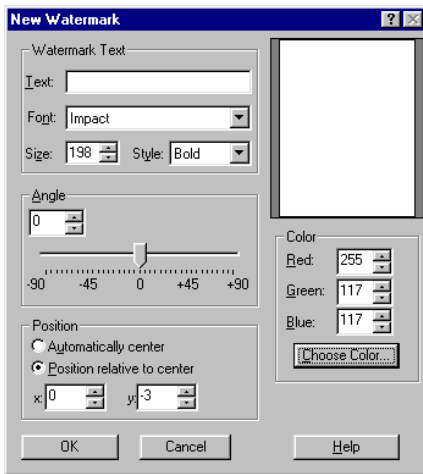 New Watermark
Watermark Text
Text:
Font: Impact
Size: 198 Style: Bold
Angle
0
-90 -45 0 +45 +90
Position
Automatically center
Position relative to center
x: 0 y: -3
Color
Red: 255
Green: 117
Blue: 117
Choose Color...
OK Cancel Help